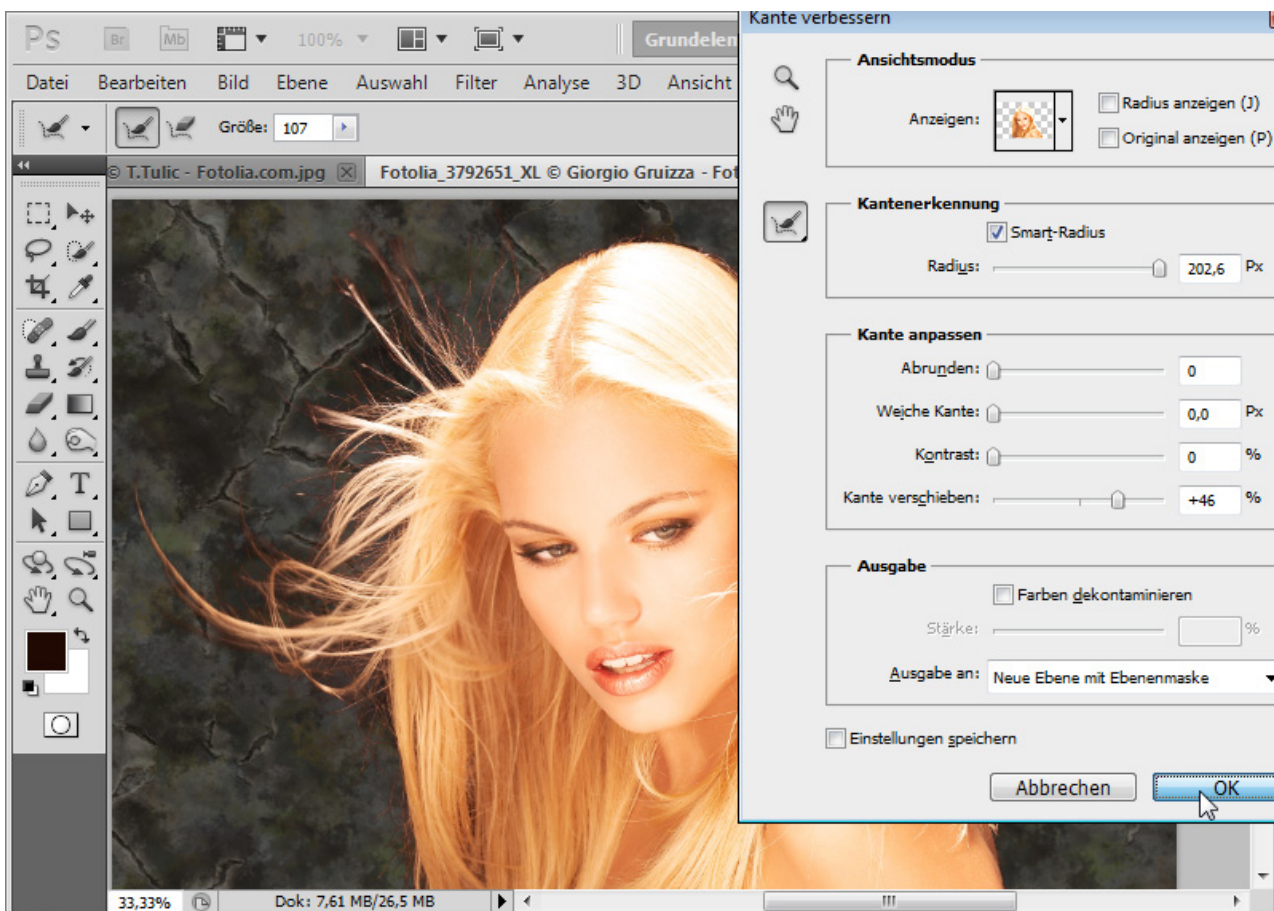 Ps Br Mb 100% Grundelen
Datei Bearbeiten Bild Ebene Auswahl Filter Analyse 3D Ansicht
Größe: 107
© T.Tulic - Fotolia.com.jpg Fotolia_3792651_XL © Giorgio Gruizza - Fot
T
33,33% Dok: 7,61 MB/26,5 MB
Kante verbessern
Ansichtsmodus
Anzeigen:
Radius anzeigen (J)
Original anzeigen (P)
Kantenerkennung
Smart-Radius
Radius: 202,6 Px
Kante anpassen
Abrunden: 0
Weiche Kante: 0,0 Px
Kontrast: 0 %
Kante verschieben: +46 %
Ausgabe
Farben dekontaminieren
Stärke: %
Ausgabe an: Neue Ebene mit Ebenenmaske
Einstellungen speichern
Abbrechen OK